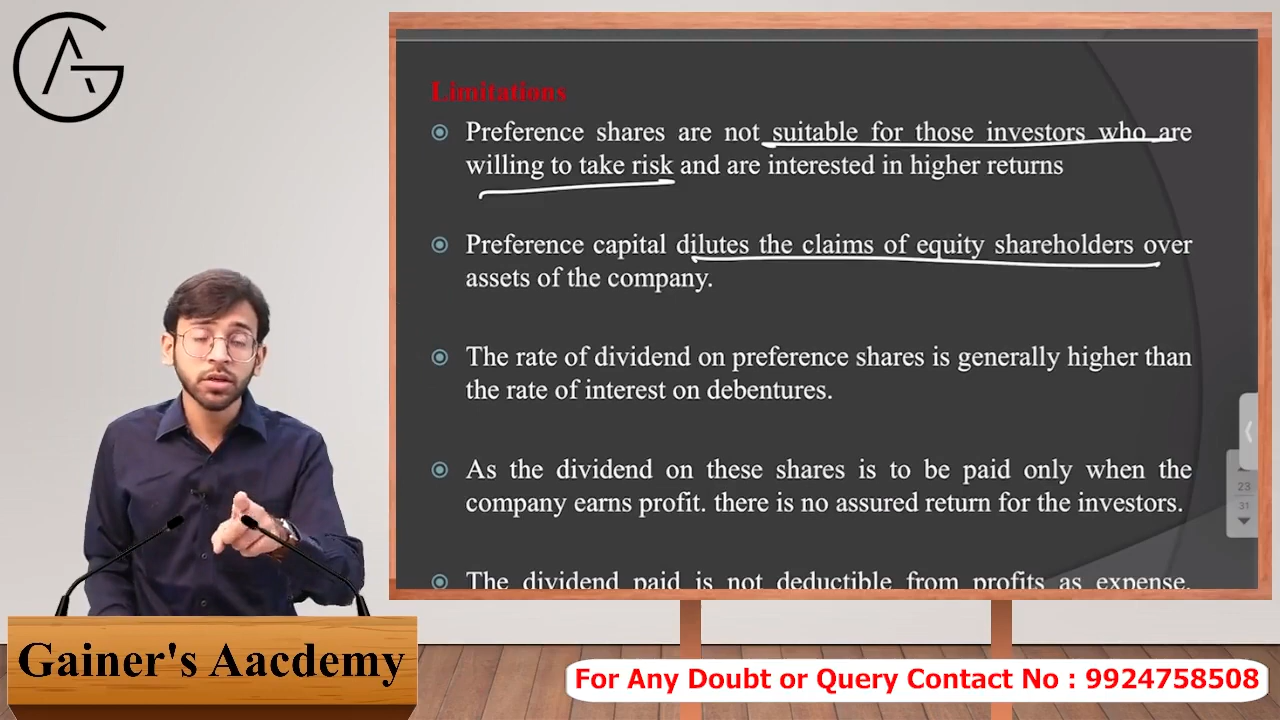 AG
Limitations
Preference shares are not suitable for those investors who are
willing to take risk and are interested in higher returns
Preference capital dilutes the claims of equity shareholders over
assets of the company.
The rate of dividend on preference shares is generally higher than
the rate of interest on debentures.
As the dividend on these shares is to be paid only when the
company earns profit. there is no assured return for the investors.
The dividend paid is not deductible from profits as expense.
23
31
Gainer's Aacdemy
For Any Doubt or Query Contact No : 9924758508